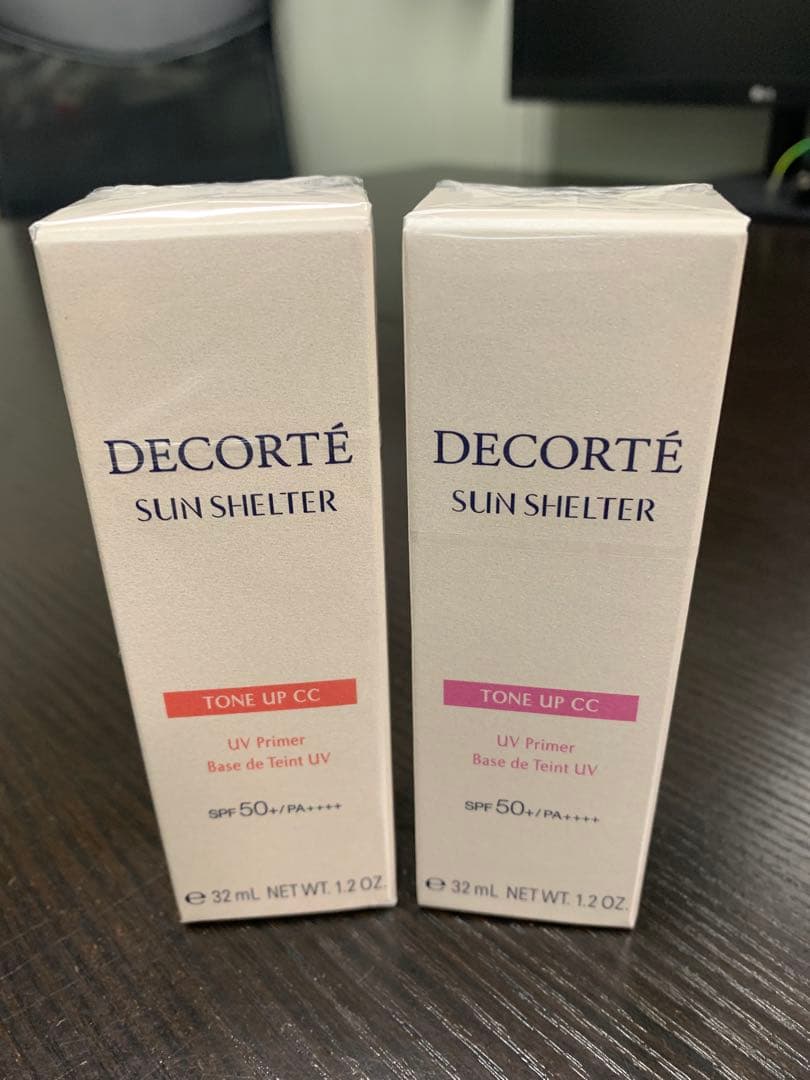 DECORTÉ
SUN SHELTER
TONE UP CC
UV Primer
Base de Teint UV
SPF 50+/PA++++
℮ 32 mL NET WT. 1.2 OZ.
DECORTÉ
SUN SHELTER
TONE UP CC
UV Primer
Base de Teint UV
SPF 50+/PA++++
℮ 32 mL NET WT. 1.2 OZ.